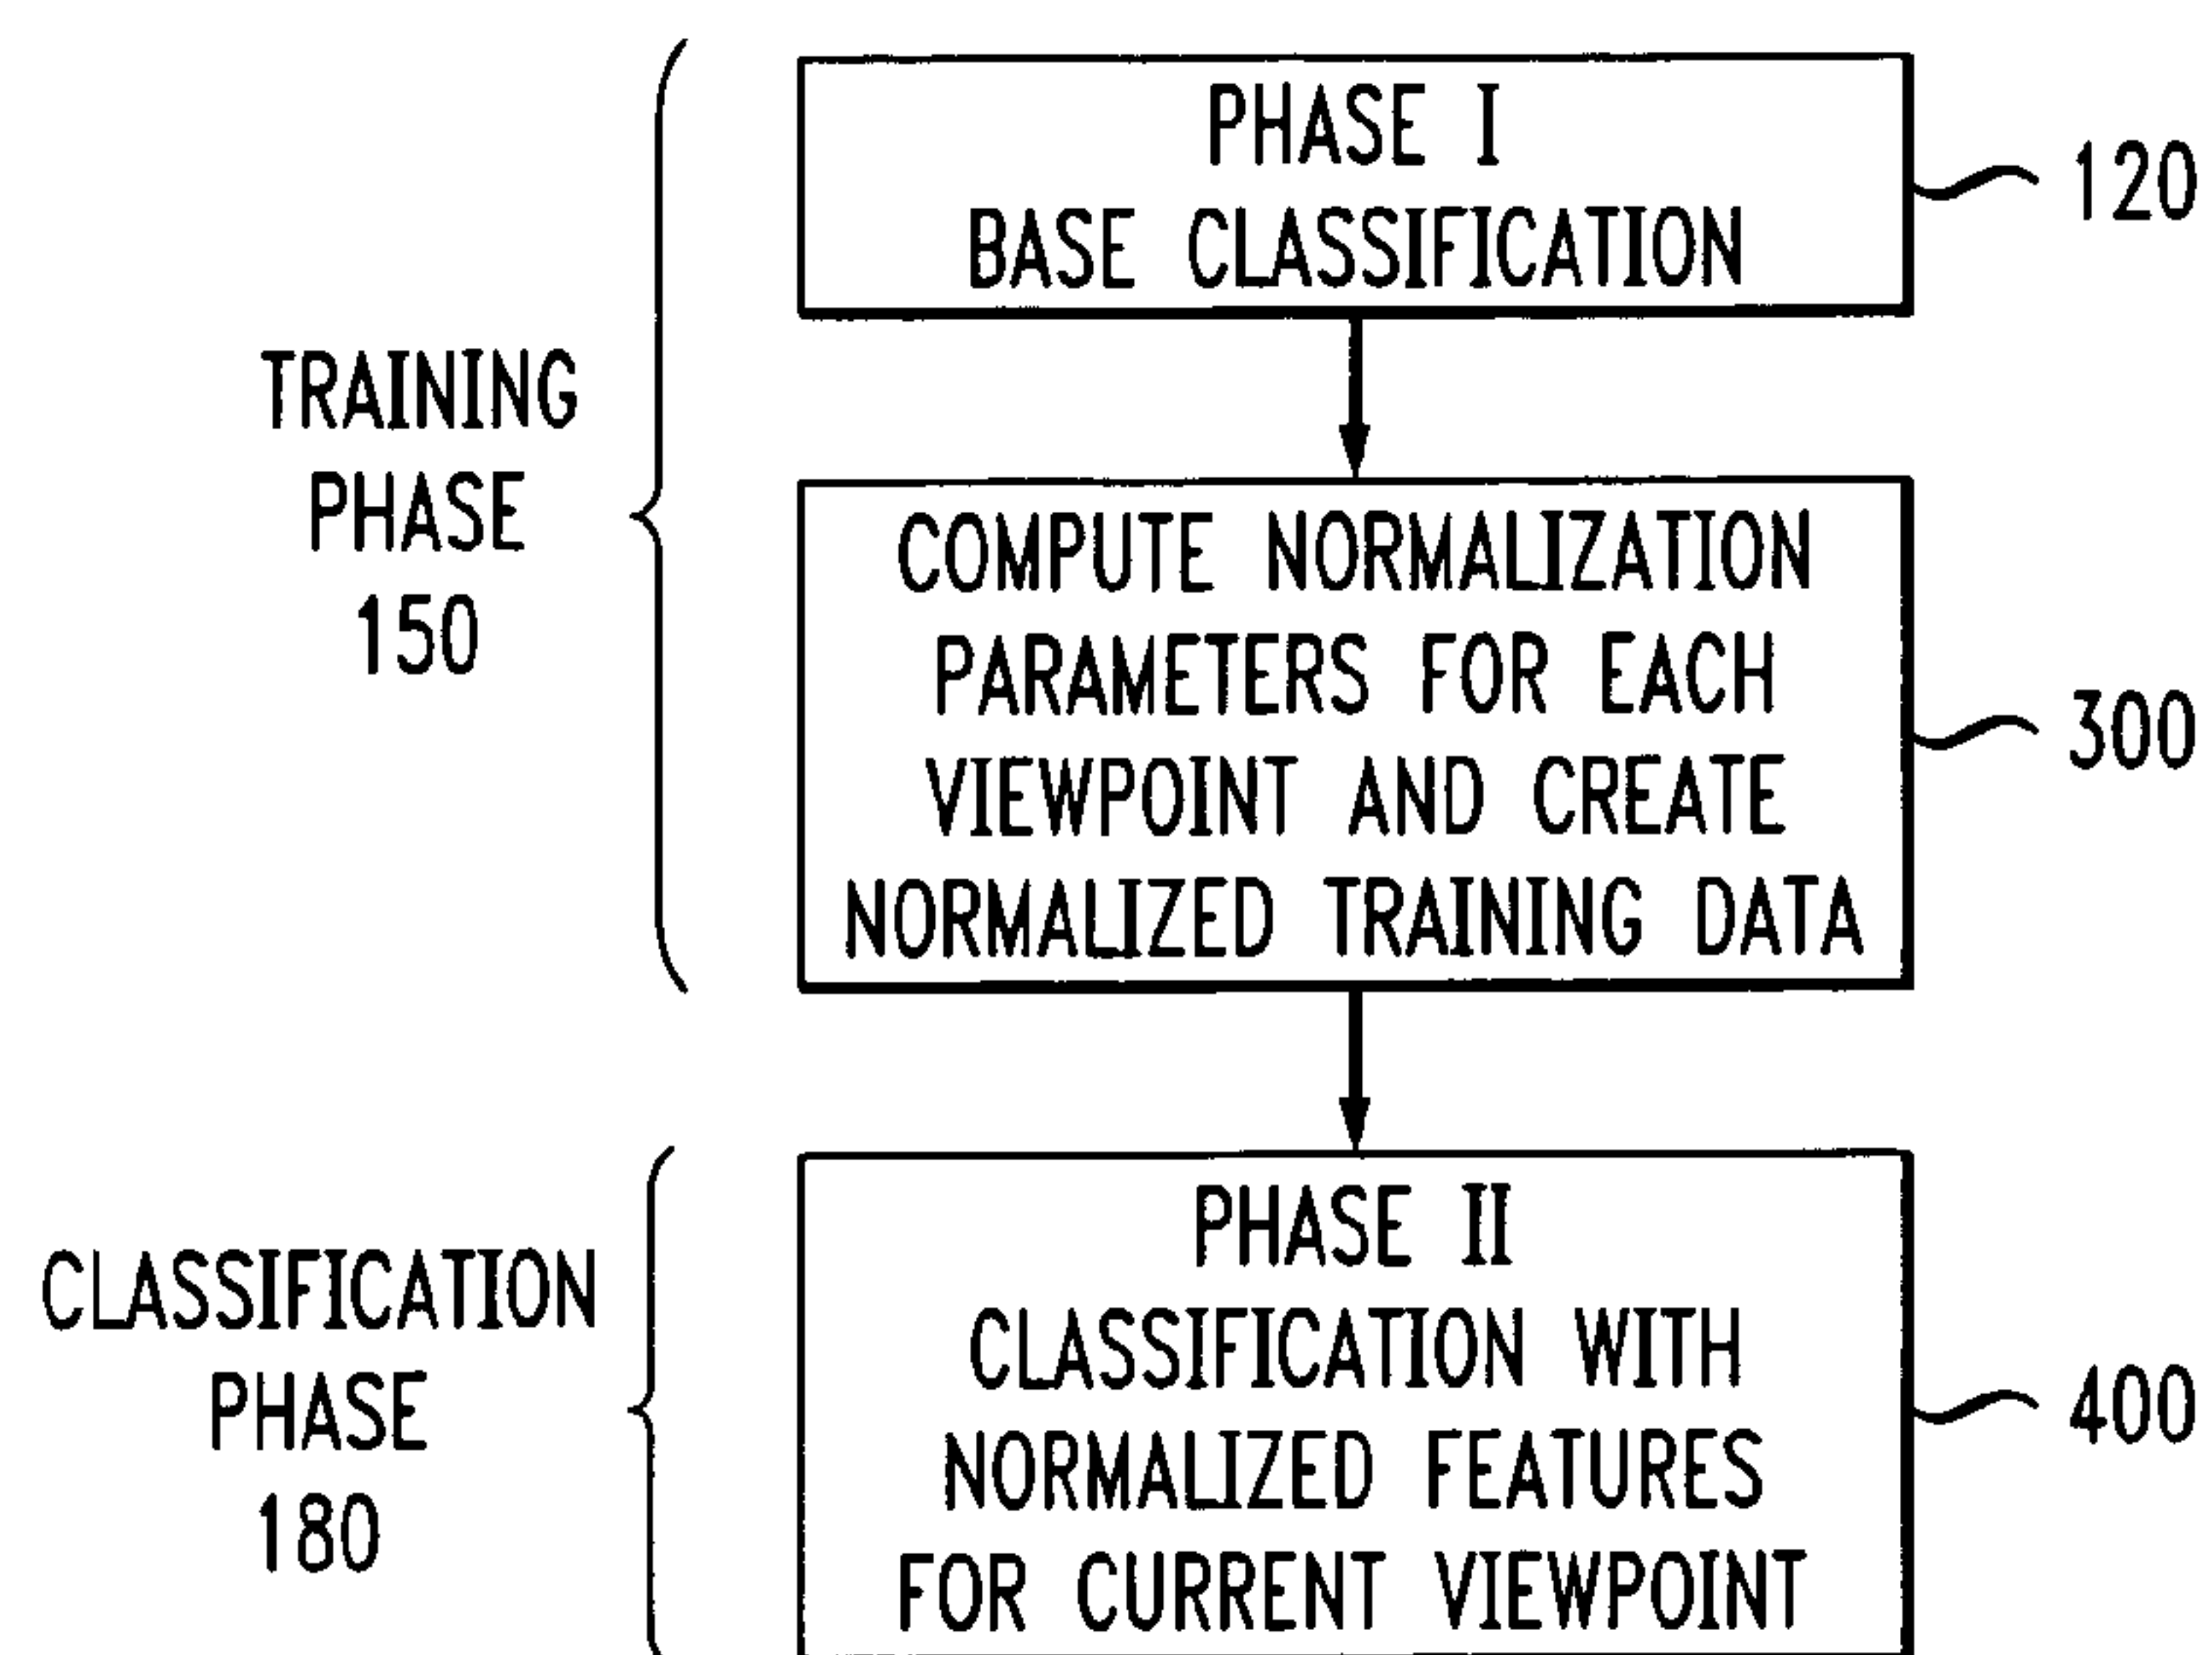 PHASE I
BASE CLASSIFICATION
120
TRAINING
PHASE
150
COMPUTE NORMALIZATION
PARAMETERS FOR EACH
VIEWPOINT AND CREATE
NORMALIZED TRAINING DATA
300
CLASSIFICATION
PHASE
180
PHASE II
CLASSIFICATION WITH
NORMALIZED FEATURES
FOR CURRENT VIEWPOINT
400